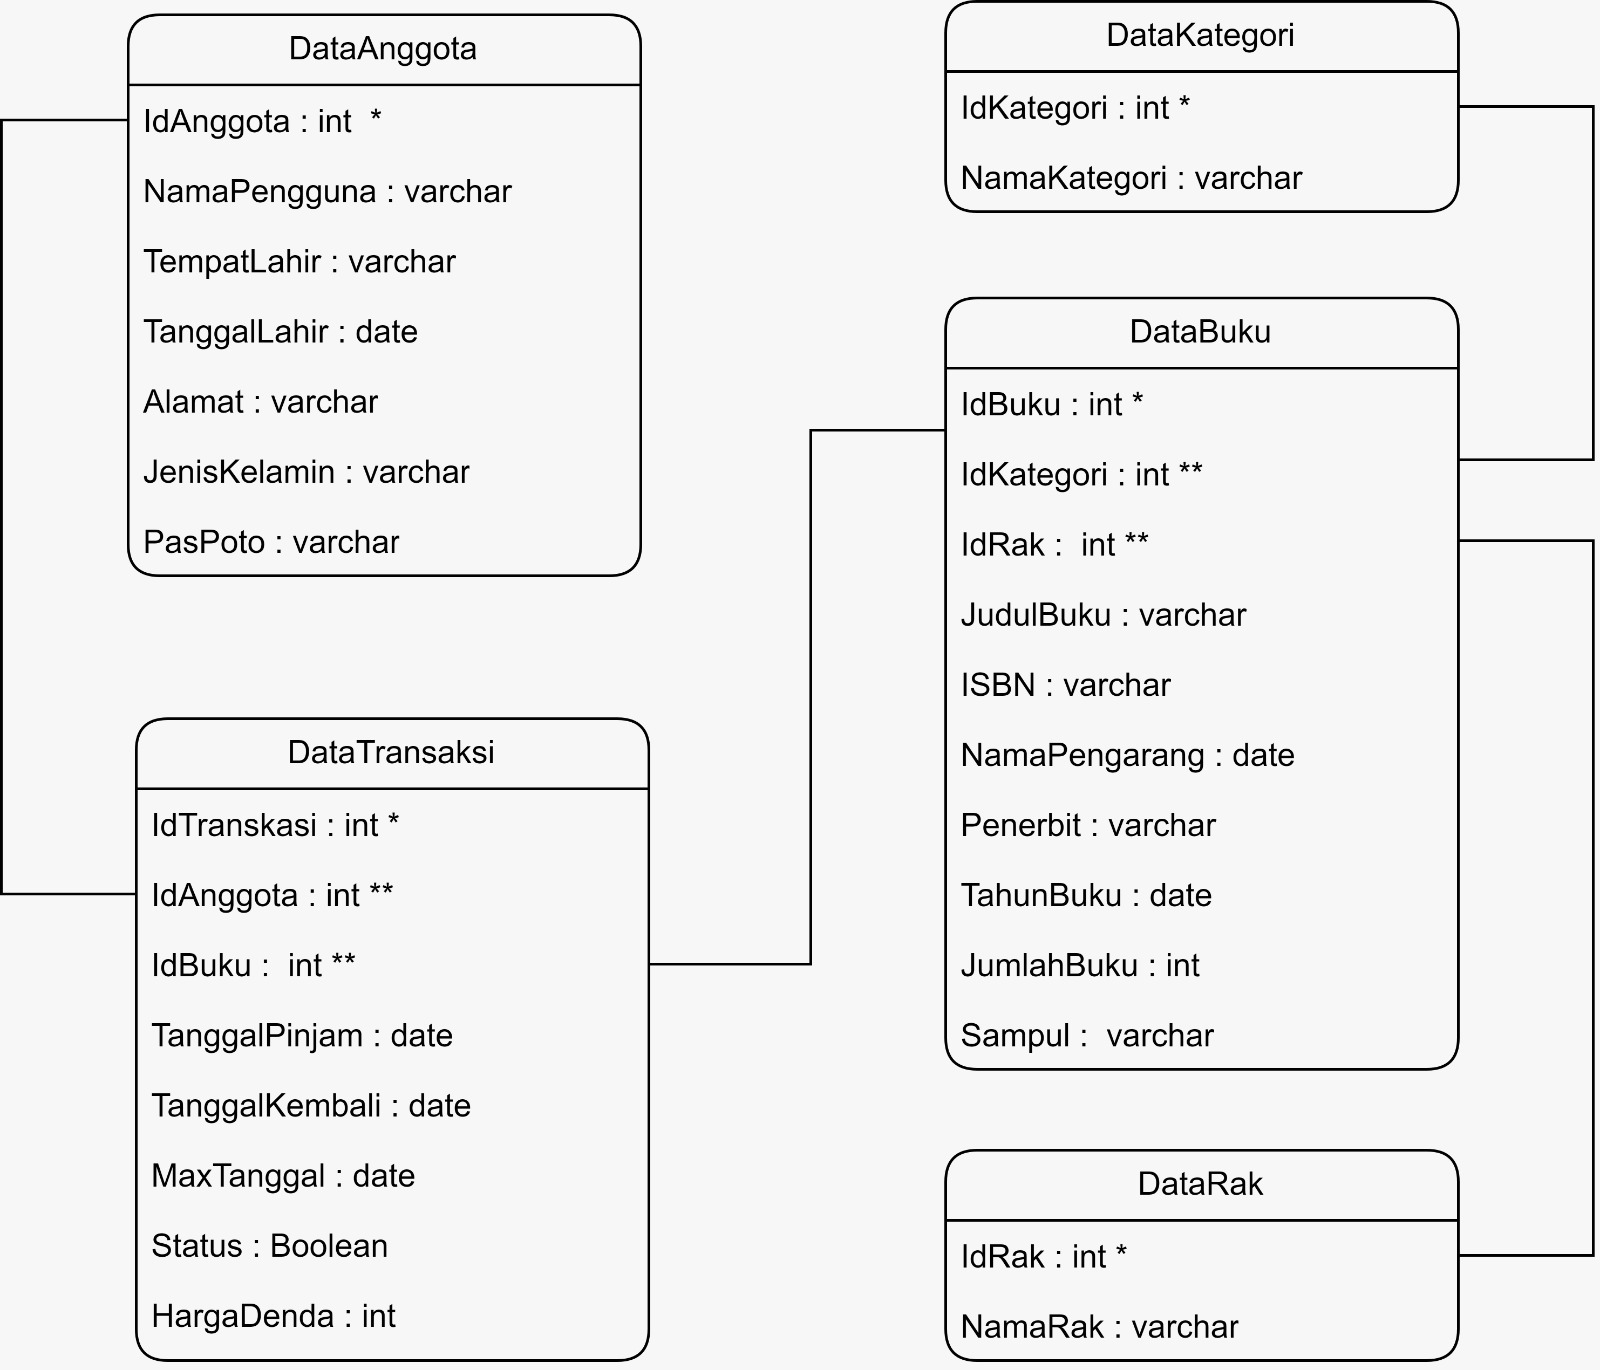 DataAnggota
IdAnggota : int  *
NamaPengguna : varchar
TempatLahir : varchar
TanggalLahir : date
Alamat : varchar
JenisKelamin : varchar
PasPoto : varchar
DataTransaksi
IdTranskasi : int *
IdAnggota : int **
IdBuku :  int **
TanggalPinjam : date
TanggalKembali : date
MaxTanggal : date
Status : Boolean
HargaDenda : int
DataKategori
IdKategori : int *
NamaKategori : varchar
DataBuku
IdBuku : int *
IdKategori : int **
IdRak :  int **
JudulBuku : varchar
ISBN : varchar
NamaPengarang : date
Penerbit : varchar
TahunBuku : date
JumlahBuku : int
Sampul :  varchar
DataRak
IdRak : int *
NamaRak : varchar